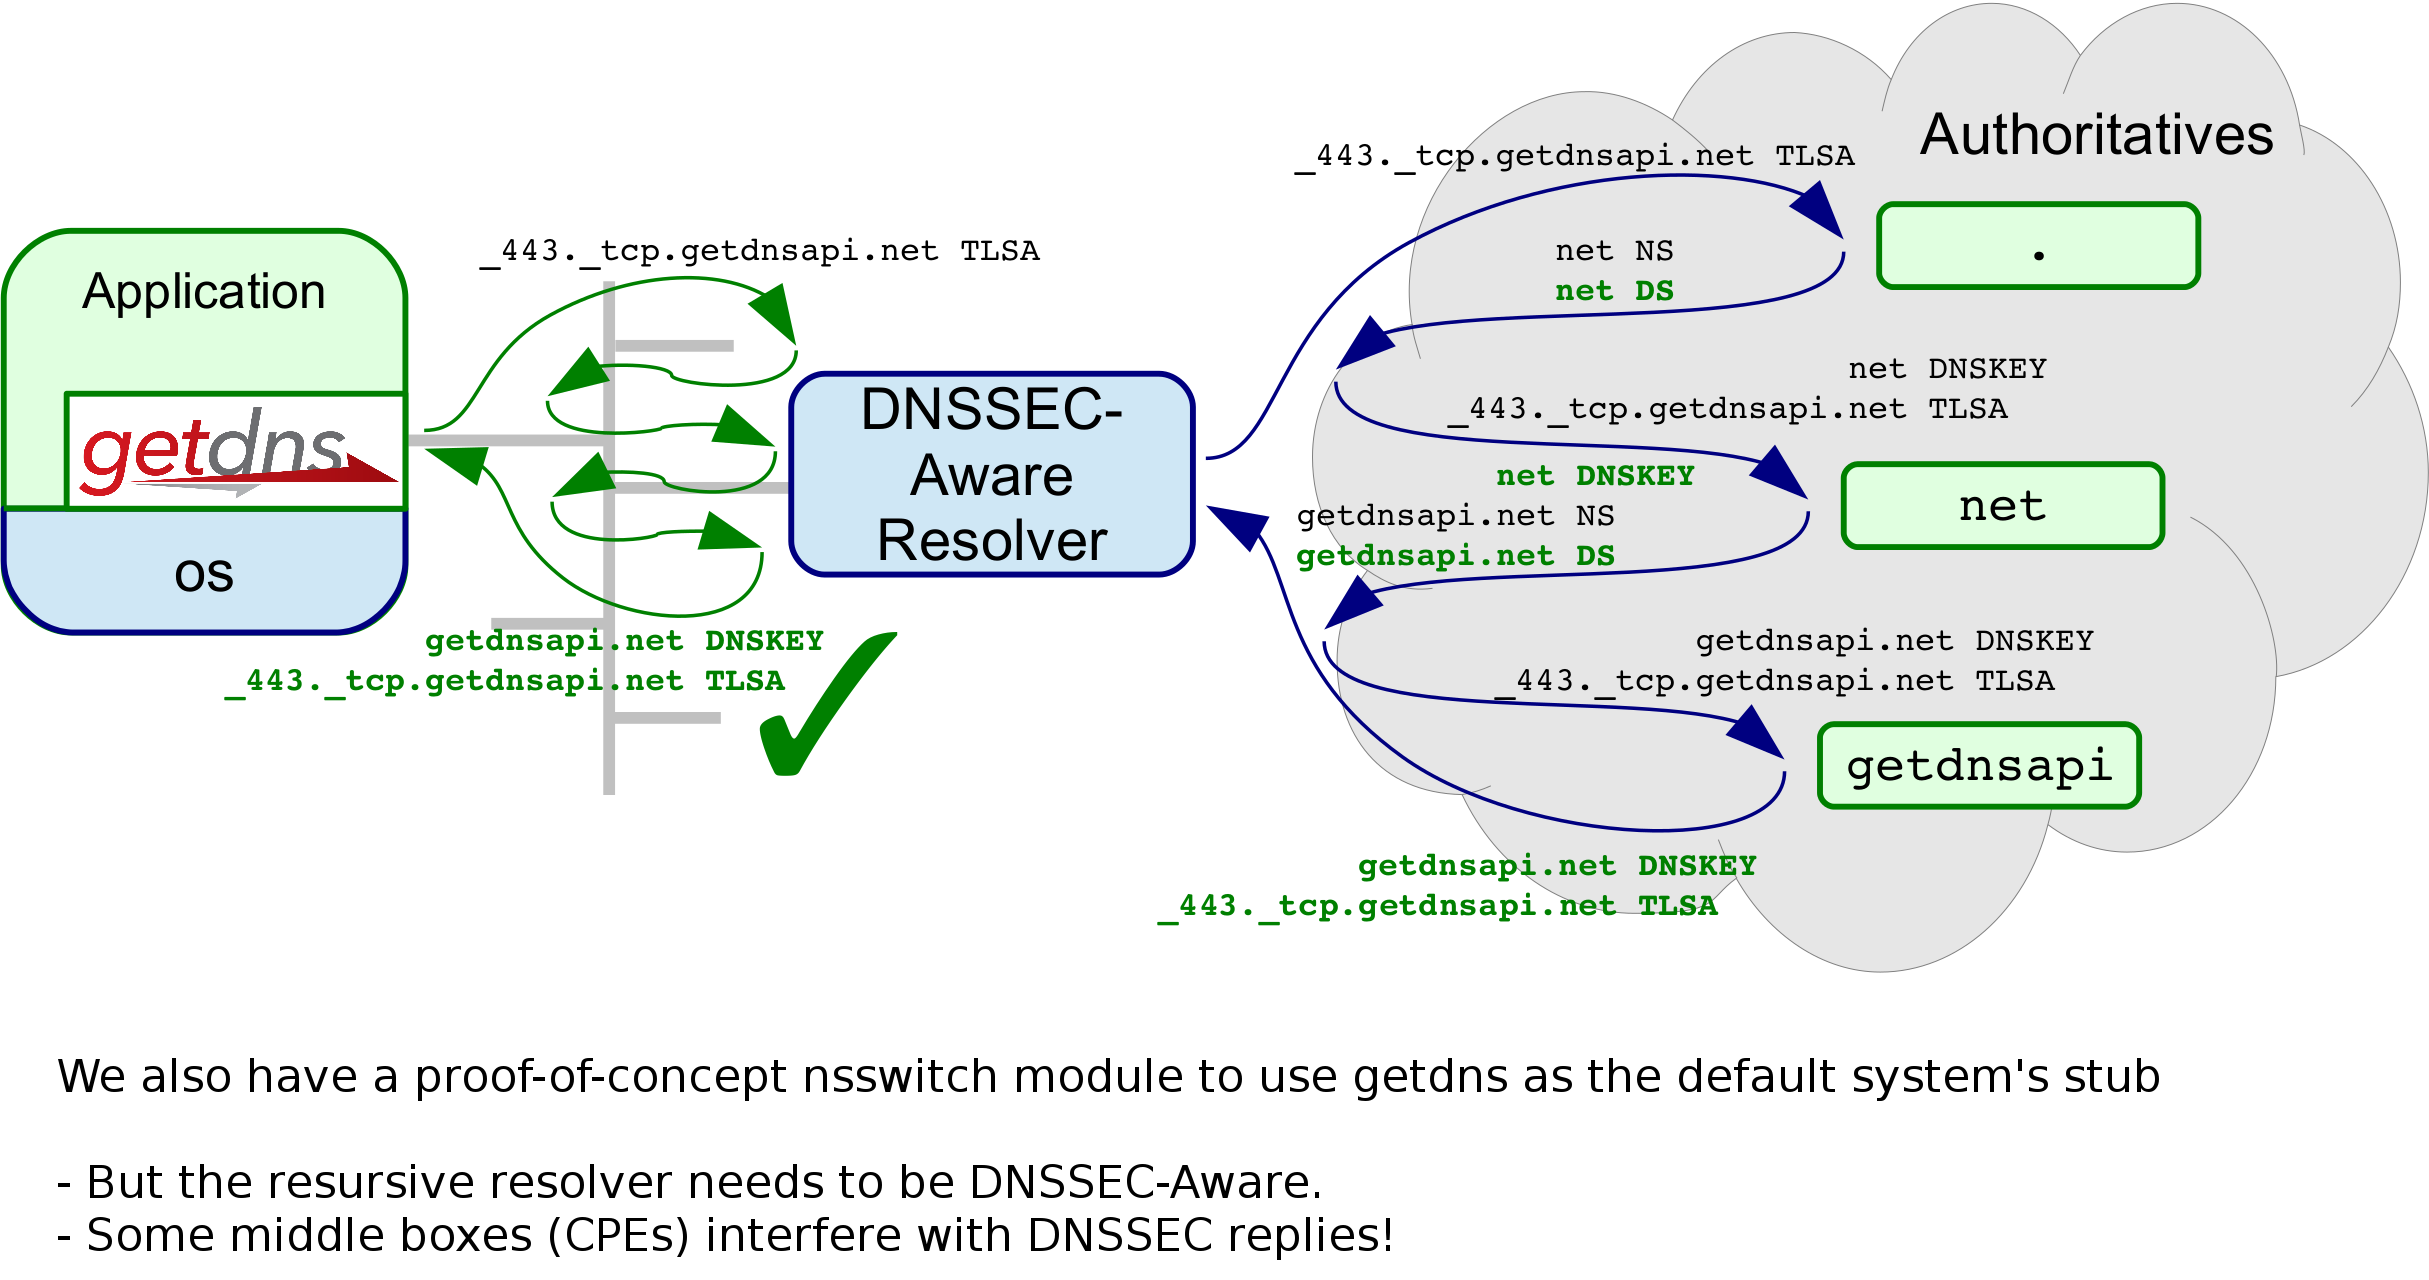 Authoritatives
_443._tcp.getdnsapi.net TLSA
.
net NS
net DS
net DNSKEY
_443._tcp.getdnsapi.net TLSA
net
net DNSKEY
getdnsapi.net NS
getdnsapi.net DS
getdnsapi.net DNSKEY
_443._tcp.getdnsapi.net TLSA
getdnsapi
getdnsapi.net DNSKEY
_443._tcp.getdnsapi.net TLSA
_443._tcp.getdnsapi.net TLSA
Application
getdns
os
DNSSEC-
Aware
Resolver
getdnsapi.net DNSKEY
_443._tcp.getdnsapi.net TLSA
We also have a proof-of-concept nsswitch module to use getdns as the default system's stub
- But the resursive resolver needs to be DNSSEC-Aware.
- Some middle boxes (CPEs) interfere with DNSSEC replies!